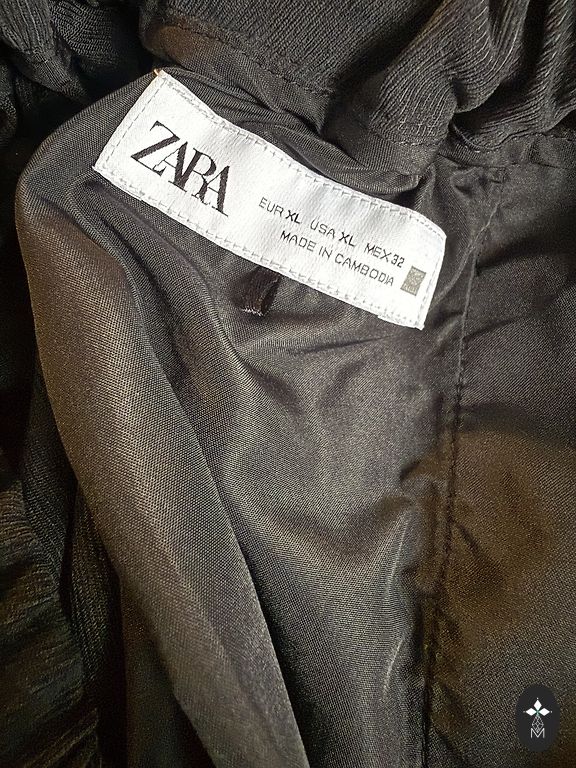 ZARA
EUR XL USA XL MEX 32
MADE IN CAMBODIA
M